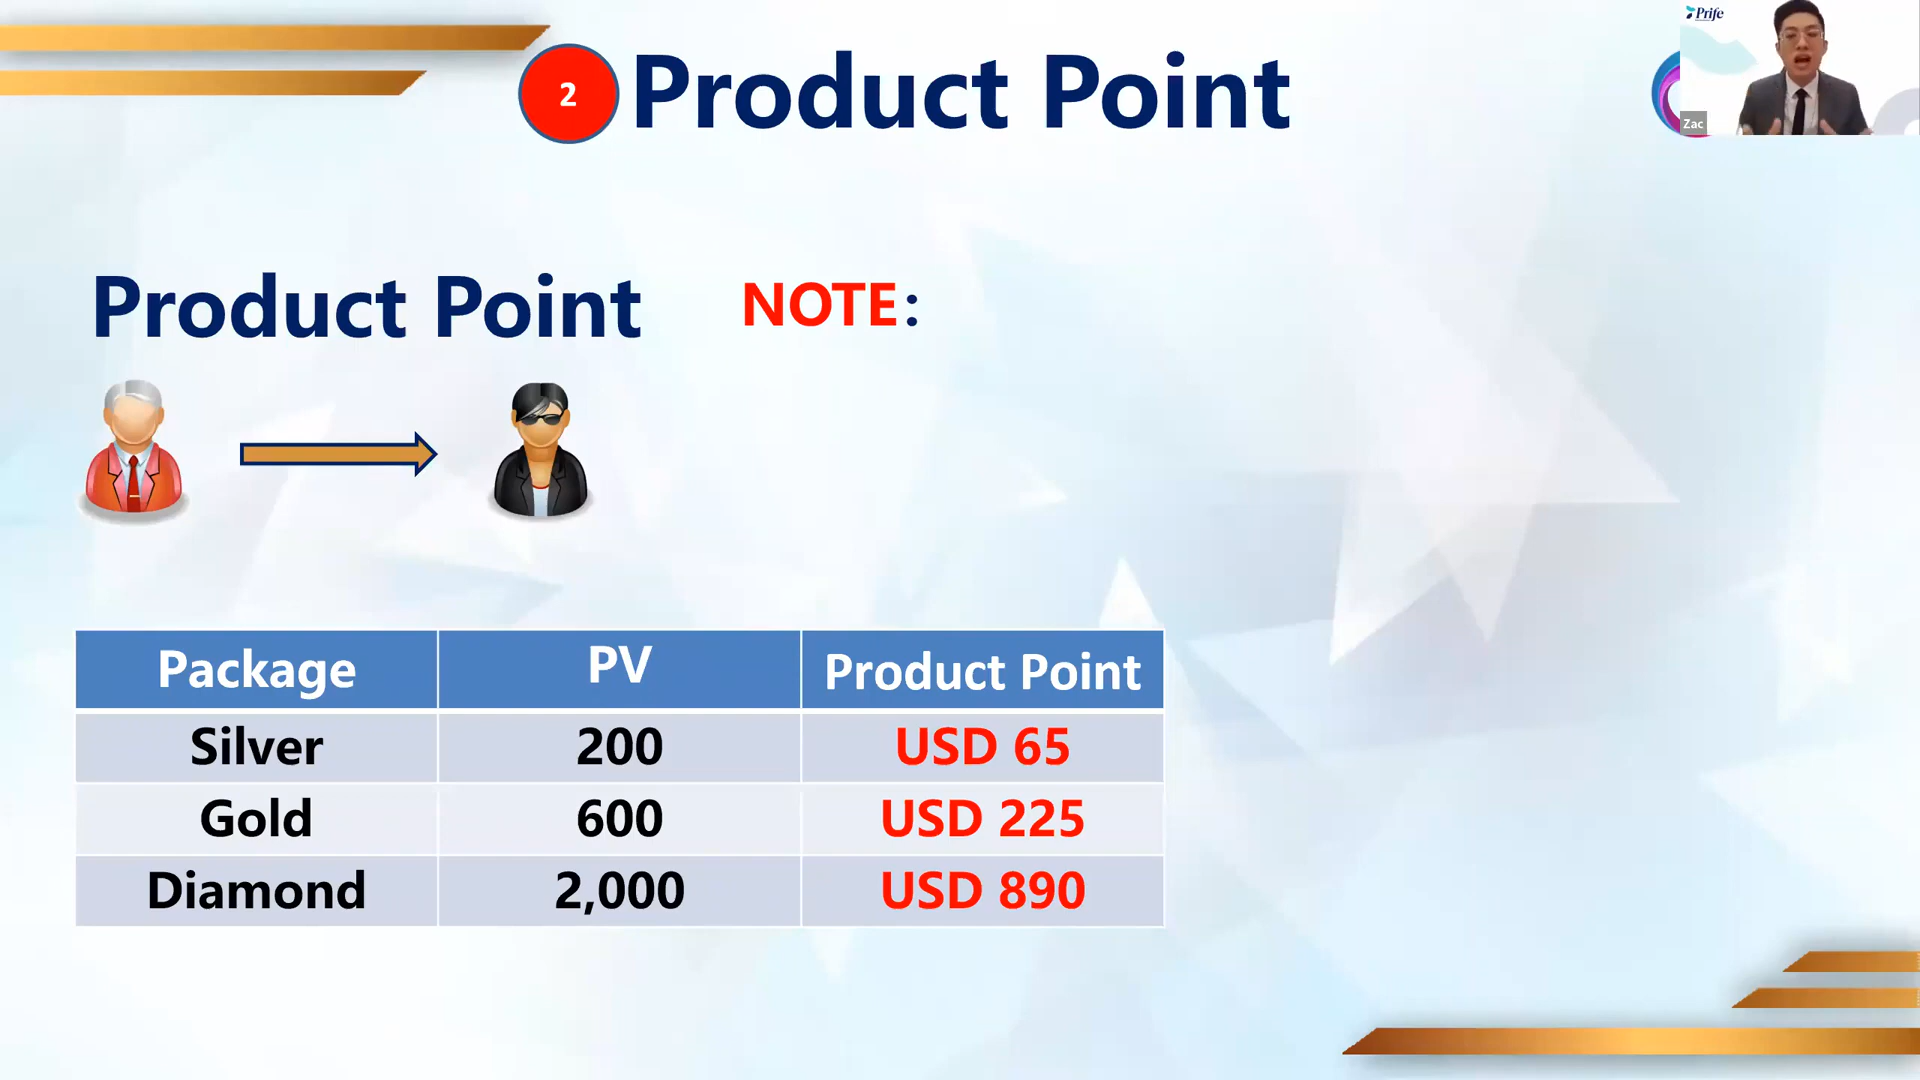 2 Product Point
Prife
Zac
Product Point
NOTE:
Package PV Product Point
Silver 200 USD 65
Gold 600 USD 225
Diamond 2,000 USD 890